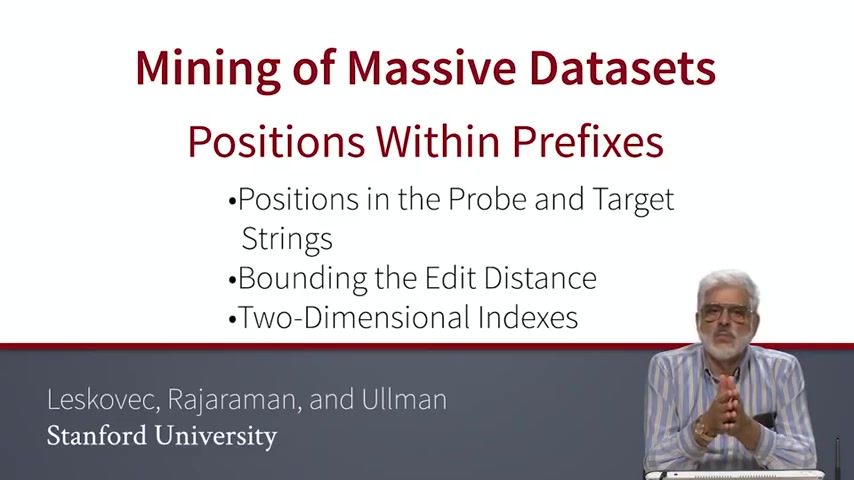 Mining of Massive Datasets
Positions Within Prefixes
•Positions in the Probe and Target
Strings
•Bounding the Edit Distance
•Two-Dimensional Indexes
Leskovec, Rajaraman, and Ullman
Stanford University